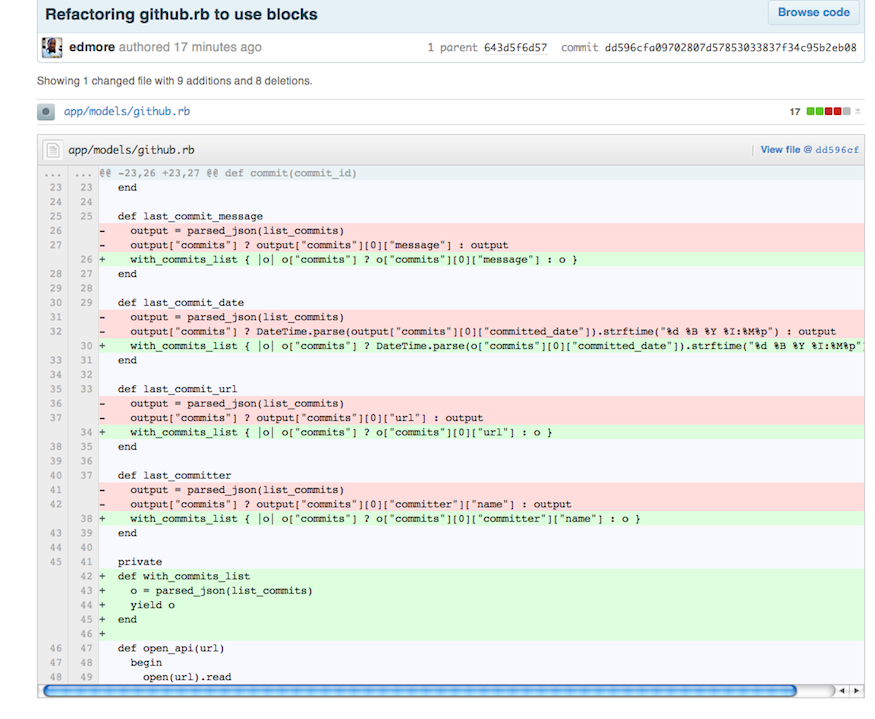 Refactoring github.rb to use blocks
Browse code
edmore authored 17 minutes ago
1 parent 643d5f6d57 commit dd596cfa09702807d57853033837f34c95b2eb08
Showing 1 changed file with 9 additions and 8 deletions.
app/models/github.rb
17
app/models/github.rb
View file @ dd596cf
... ... @@ -23,26 +23,27 @@ def commit(commit_id)
23 23 end
24 24
25 25 def last_commit_message
26 - output = parsed_json(list_commits)
27 - output["commits"] ? output["commits"][0]["message"] : output
26 + with_commits_list { |o| o["commits"] ? o["commits"][0]["message"] : o }
28 27 end
29 28
30 29 def last_commit_date
31 - output = parsed_json(list_commits)
32 - output["commits"] ? DateTime.parse(output["commits"][0]["committed_date"]).strftime("%d %B %Y %I:%M%p") : output
30 + with_commits_list { |o| o["commits"] ? DateTime.parse(o["commits"][0]["committed_date"]).strftime("%d %B %Y %I:%M%p"
33 31 end
34 32
35 33 def last_commit_url
36 - output = parsed_json(list_commits)
37 - output["commits"] ? output["commits"][0]["url"] : output
34 + with_commits_list { |o| o["commits"] ? o["commits"][0]["url"] : o }
38 35 end
39 36
40 37 def last_committer
41 - output = parsed_json(list_commits)
42 - output["commits"] ? output["commits"][0]["committer"]["name"] : output
38 + with_commits_list { |o| o["commits"] ? o["commits"][0]["committer"]["name"] : o }
43 39 end
44 40
45 41 private
42 + def with_commits_list
43 + o = parsed_json(list_commits)
44 + yield o
45 + end
46 +
46 47 def open_api(url)
47 48 begin
48 49 open(url).read